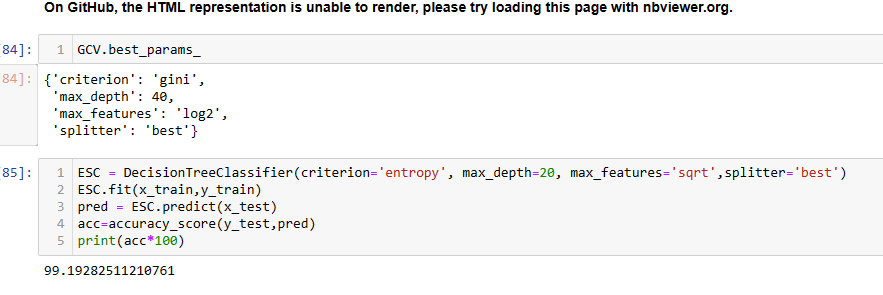 On GitHub, the HTML representation is unable to render, please try loading this page with nbviewer.org.
84]: 1 GCV.best_params_
84]: {'criterion': 'gini',
'max_depth': 40,
'max_features': 'log2',
'splitter': 'best'}
85]: 1 ESC = DecisionTreeClassifier(criterion='entropy', max_depth=20, max_features='sqrt',splitter='best')
2 ESC.fit(x_train,y_train)
3 pred = ESC.predict(x_test)
4 acc=accuracy_score(y_test,pred)
5 print(acc*100)
99.19282511210761